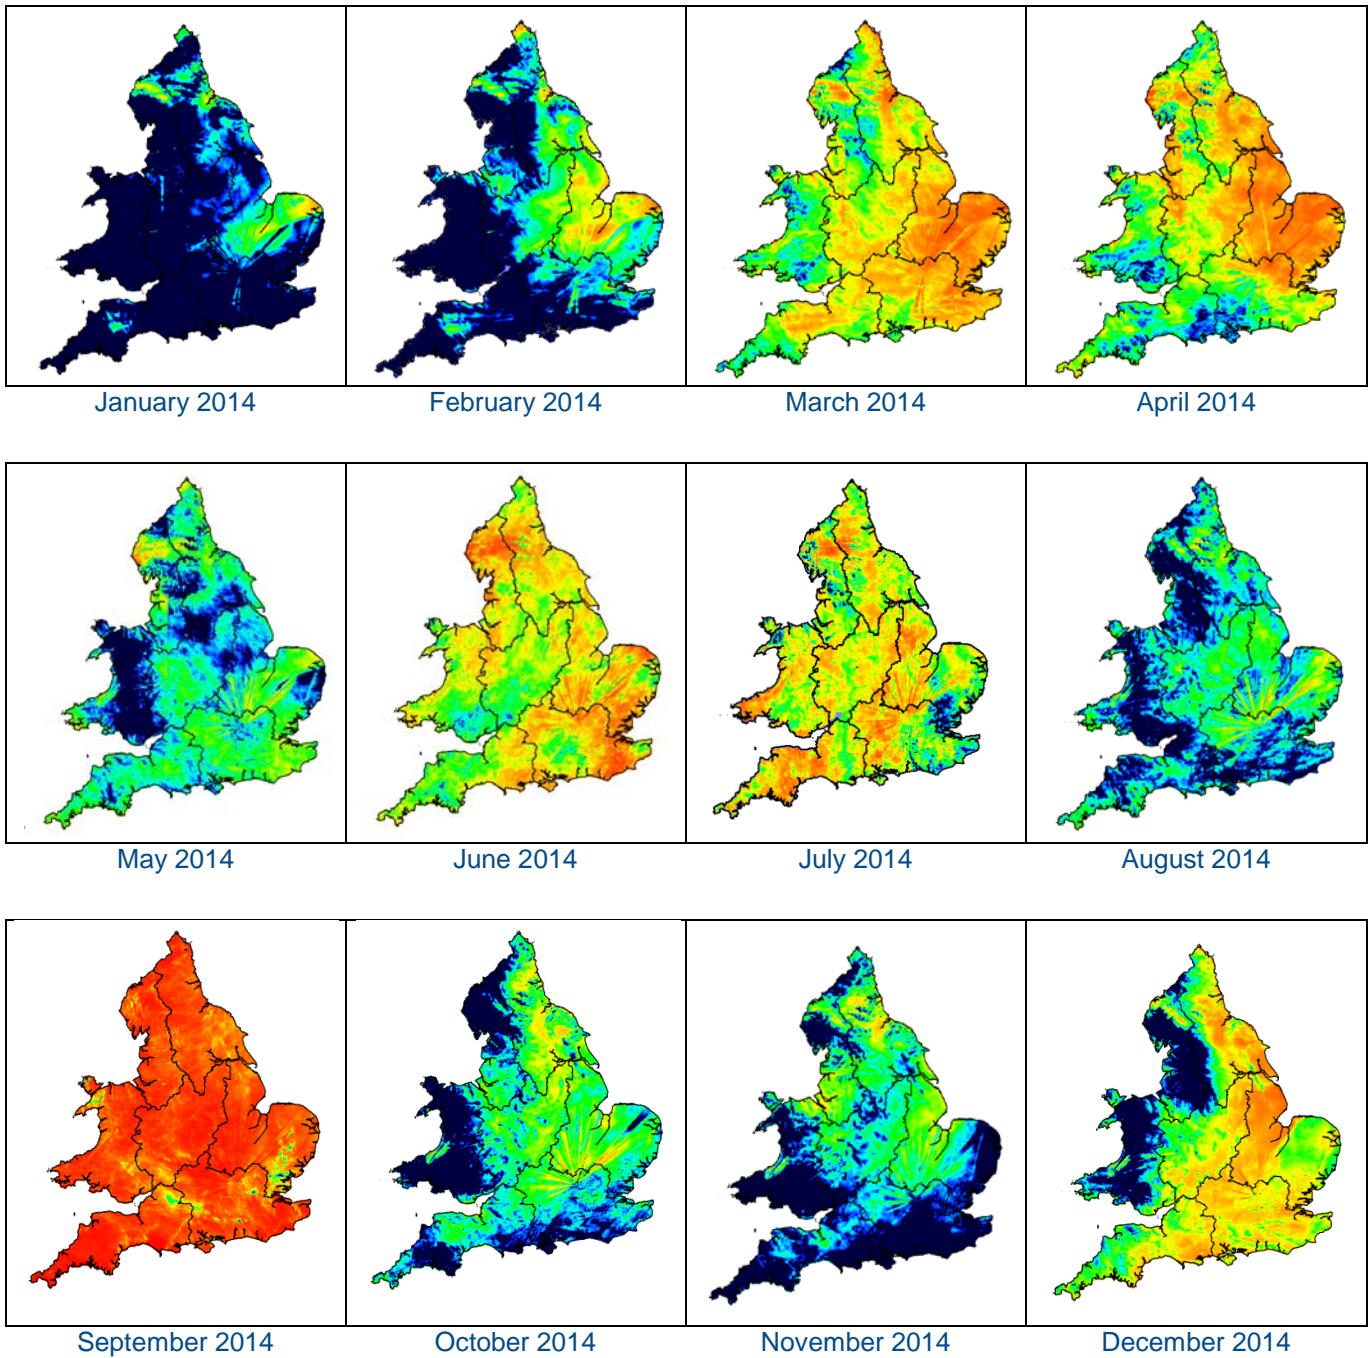 January 2014
February 2014
March 2014
April 2014
May 2014
June 2014
July 2014
August 2014
September 2014
October 2014
November 2014
December 2014